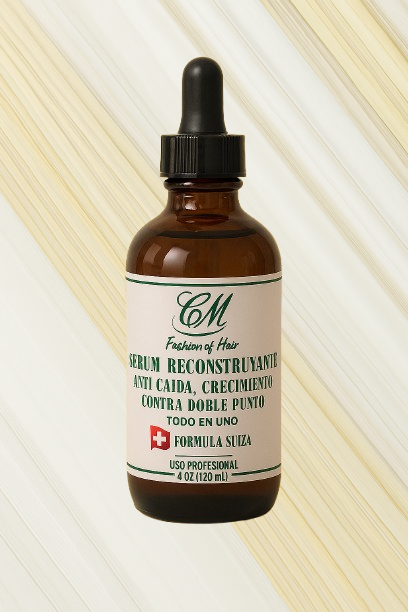 CM
Fashion of Hair
SERUM RECONSTRUYANTE
ANTI CAIDA, CRECIMIENTO
CONTRA DOBLE PUNTO
TODO EN UNO
FORMULA SUIZA
USO PROFESIONAL
4 OZ (120 mL)